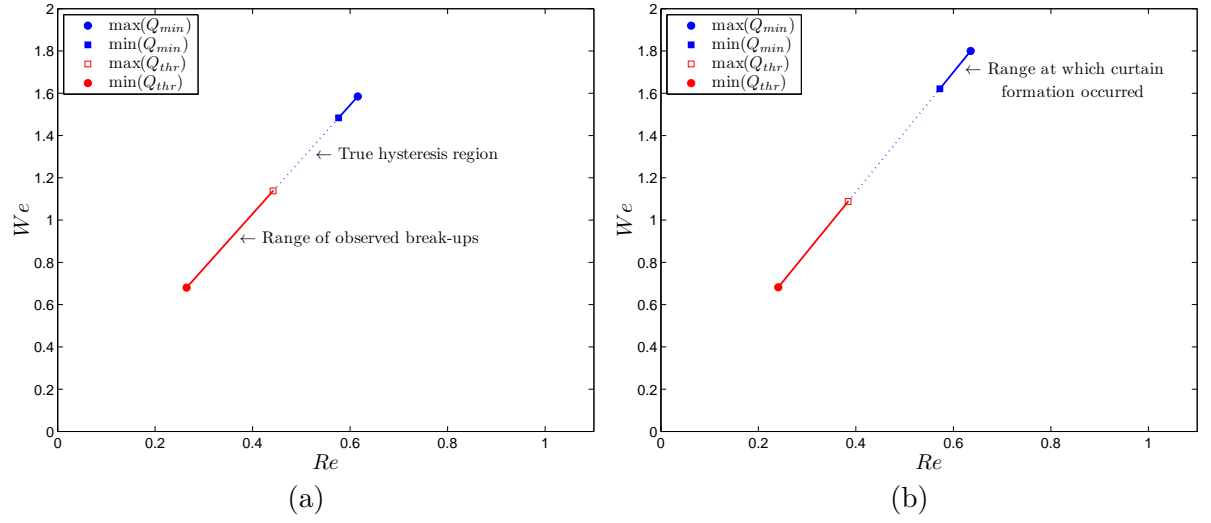 max(Q_min)
min(Q_min)
max(Q_thr)
min(Q_thr)
← True hysteresis region
← Range of observed break-ups
We
2
1.8
1.6
1.4
1.2
1
0.8
0.6
0.4
0.2
0
0 0.2 0.4 0.6 0.8 1
Re
(a)
max(Q_min)
min(Q_min)
max(Q_thr)
min(Q_thr)
← Range at which curtain
formation occurred
We
2
1.8
1.6
1.4
1.2
1
0.8
0.6
0.4
0.2
0
0 0.2 0.4 0.6 0.8 1
Re
(b)